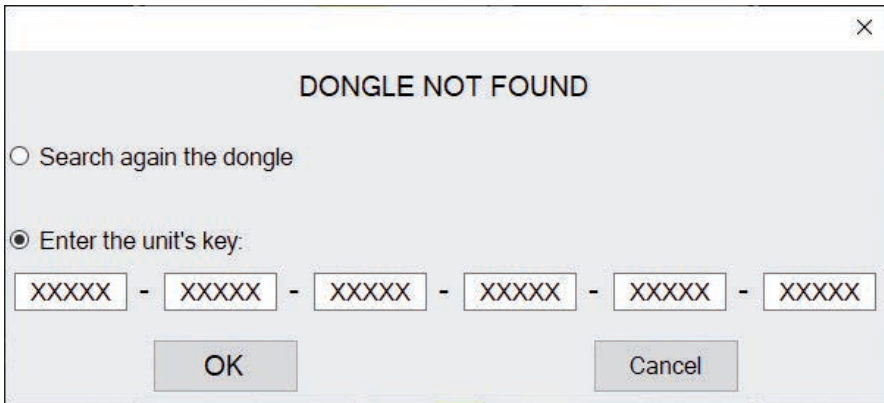 DONGLE NOT FOUND
Search again the dongle
Enter the unit's key:
XXXXX - XXXXX - XXXXX - XXXXX - XXXXX - XXXXX
OK Cancel